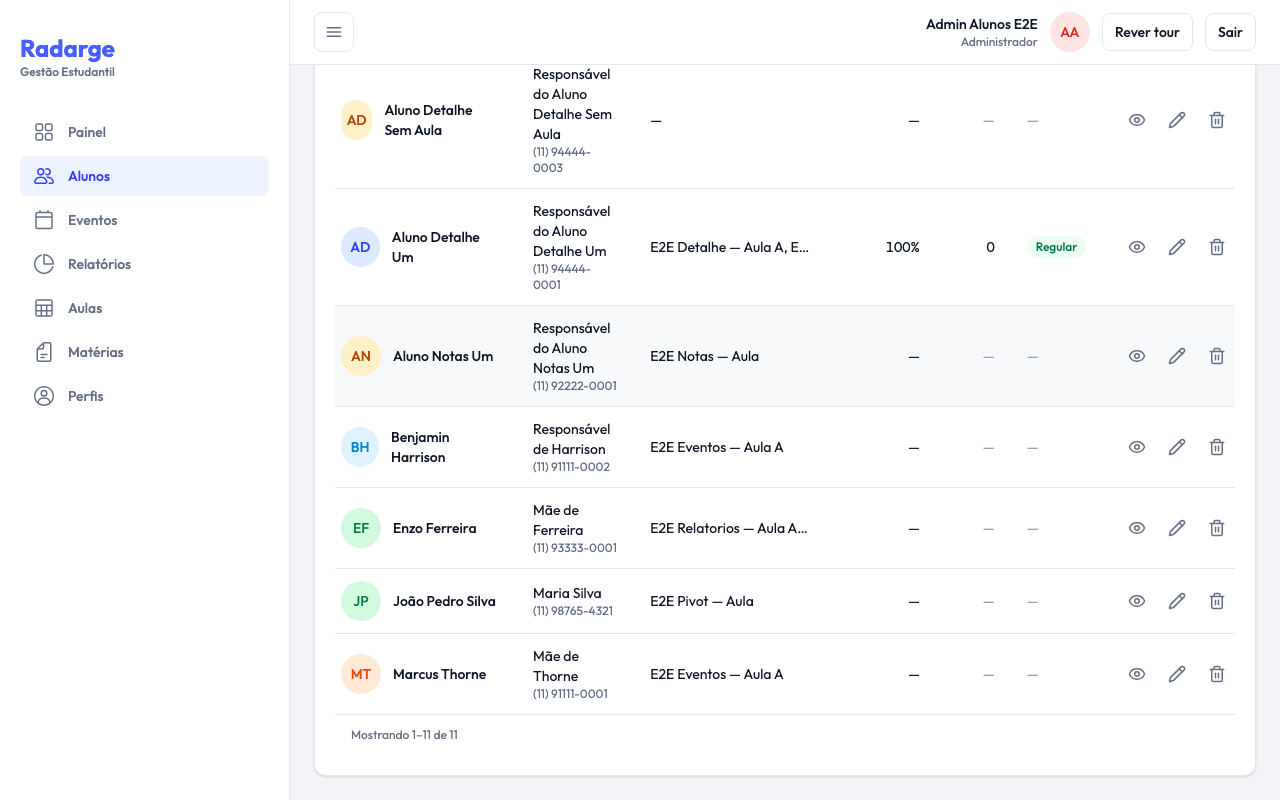 Radarge
Gestão Estudantil
Painel
Alunos
Eventos
Relatórios
Aulas
Matérias
Perfis
Admin Alunos E2E
Administrador
AA
Rever tour
Sair
AD
Aluno Detalhe
Sem Aula
Responsável
do Aluno
Detalhe Sem
Aula
(11) 94444-
0003
—
—
—
—
AD
Aluno Detalhe
Um
Responsável
do Aluno
Detalhe Um
(11) 94444-
0001
E2E Detalhe — Aula A, E...
100%
0
Regular
AN
Aluno Notas Um
Responsável
do Aluno
Notas Um
(11) 92222-0001
E2E Notas — Aula
—
—
—
BH
Benjamin
Harrison
Responsável
de Harrison
(11) 91111-0002
E2E Eventos — Aula A
—
—
—
EF
Enzo Ferreira
Mãe de
Ferreira
(11) 93333-0001
E2E Relatorios — Aula A...
—
—
—
JP
João Pedro Silva
Maria Silva
(11) 98765-4321
E2E Pivot — Aula
—
—
—
MT
Marcus Thorne
Mãe de
Thorne
(11) 91111-0001
E2E Eventos — Aula A
—
—
—
Mostrando 1–11 de 11